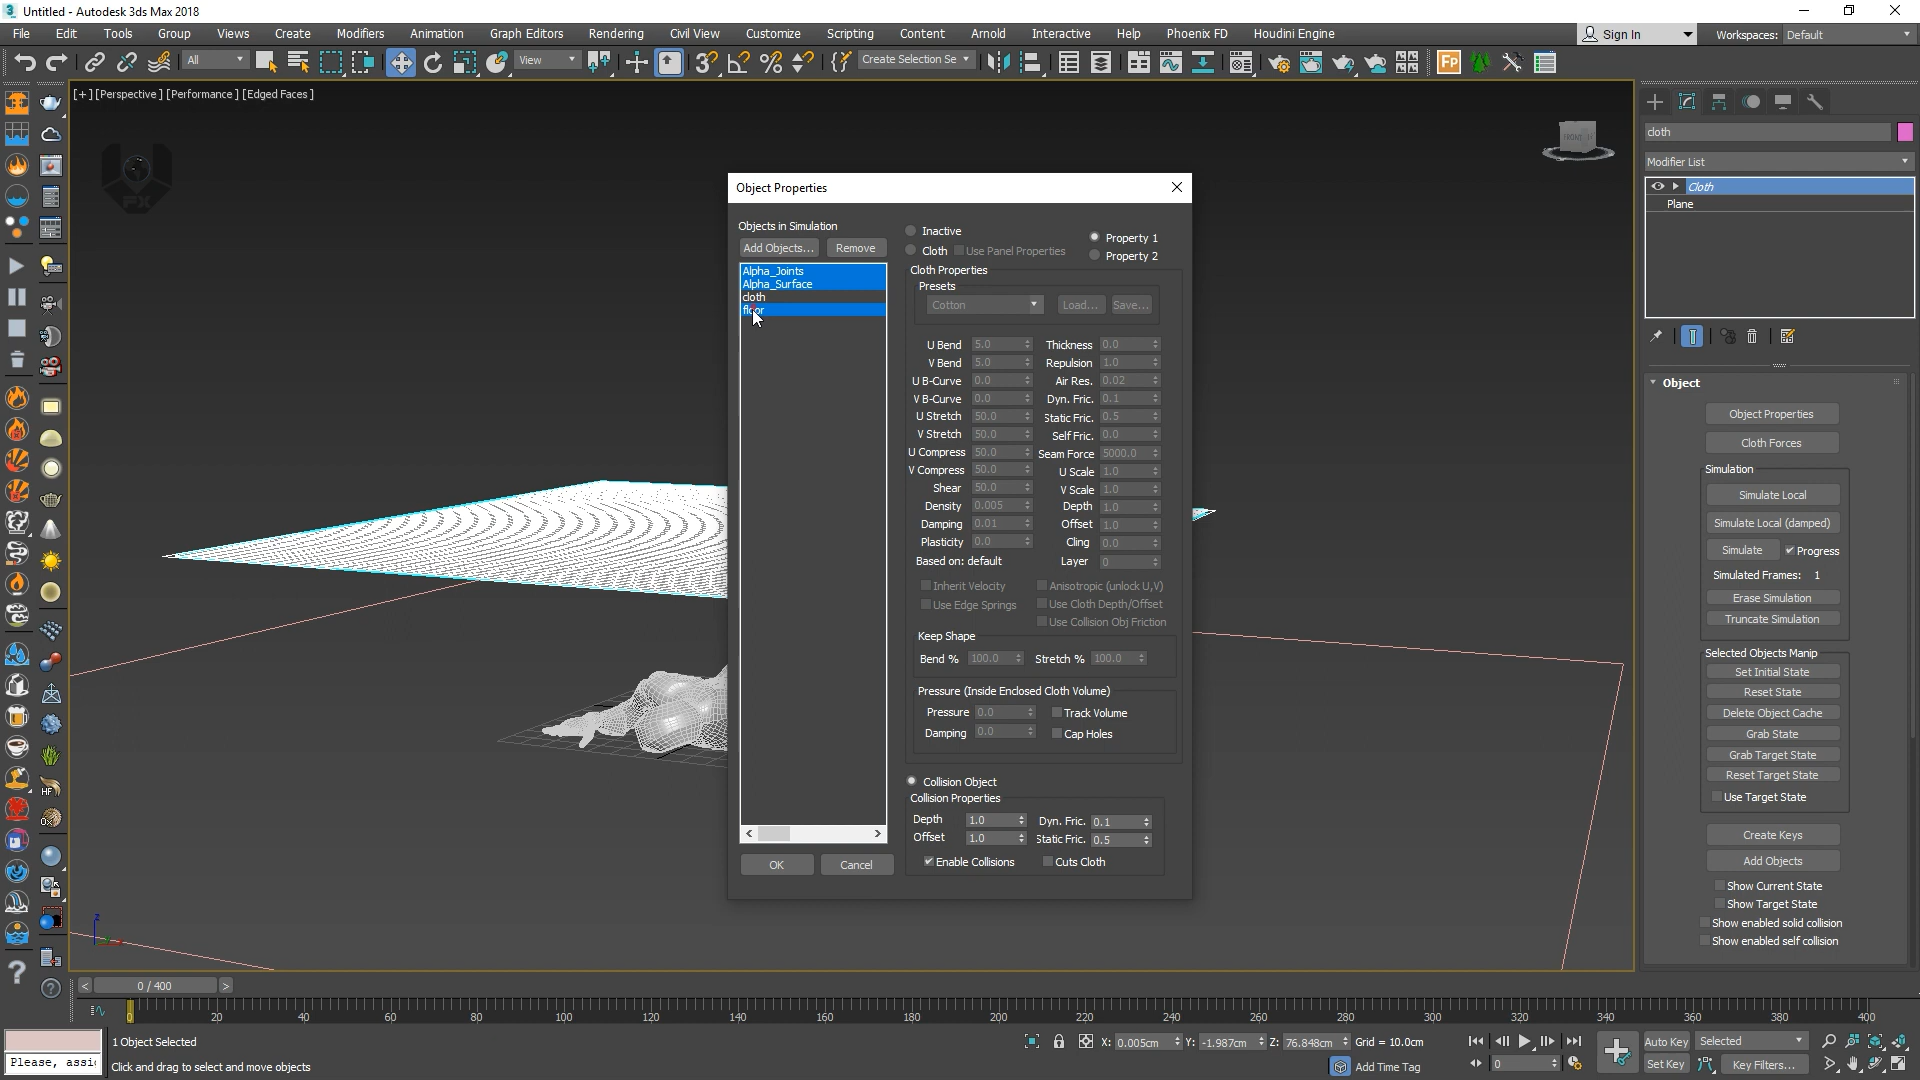 Untitled - Autodesk 3ds Max 2018
File Edit Tools Group Views Create Modifiers Animation Graph Editors Rendering Civil View Customize Scripting Content Arnold Interactive Help Phoenix FD Houdini Engine Sign In Workspaces: Default
All View Create Selection Se
[+] [Perspective ] [Performance ] [Edged Faces ]
cloth
Modifier List
Cloth
Plane
Object Properties
Objects in Simulation
Add Objects... Remove
Alpha_Joints
Alpha_Surface
cloth
floor
OK Cancel
Inactive Property 1
Cloth Use Panel Properties Property 2
Cloth Properties
Presets
Cotton Load... Save...
U Bend 5.0 Thickness 0.0
V Bend 5.0 Repulsion 1.0
U B-Curve 0.0 Air Res. 0.02
V B-Curve 0.0 Dyn. Fric. 0.1
U Stretch 50.0 Static Fric. 0.5
V Stretch 50.0 Self Fric. 0.0
U Compress 50.0 Seam Force 5000.0
V Compress 50.0 U Scale 1.0
Shear 50.0 V Scale 1.0
Density 0.005 Depth 1.0
Damping 0.01 Offset 1.0
Plasticity 0.0 Cling 0.0
Based on: default Layer 0
Inherit Velocity Anisotropic (unlock U,V)
Use Edge Springs Use Cloth Depth/Offset
Use Collision Obj Friction
Keep Shape
Bend % 100.0 Stretch % 100.0
Pressure (Inside Enclosed Cloth Volume)
Pressure 0.0 Track Volume
Damping 0.0 Cap Holes
Collision Object
Collision Properties
Depth 1.0 Dyn. Fric. 0.1
Offset 1.0 Static Fric. 0.5
Enable Collisions Cuts Cloth
Object
Object Properties
Cloth Forces
Simulation
Simulate Local
Simulate Local (damped)
Simulate Progress
Simulated Frames: 1
Erase Simulation
Truncate Simulation
Selected Objects Manip
Set Initial State
Reset State
Delete Object Cache
Grab State
Grab Target State
Reset Target State
Use Target State
Create Keys
Add Objects
Show Current State
Show Target State
Show enabled solid collision
Show enabled self collision
0 / 400
0 20 40 60 80 100 120 140 160 180 200 220 240 260 280 300 320 340 360 380 400
1 Object Selected X: 0.005cm Y: -1.987cm Z: 76.848cm Grid = 10.0cm Auto Key Selected
Please, assi Click and drag to select and move objects Add Time Tag 0 Set Key Key Filters...